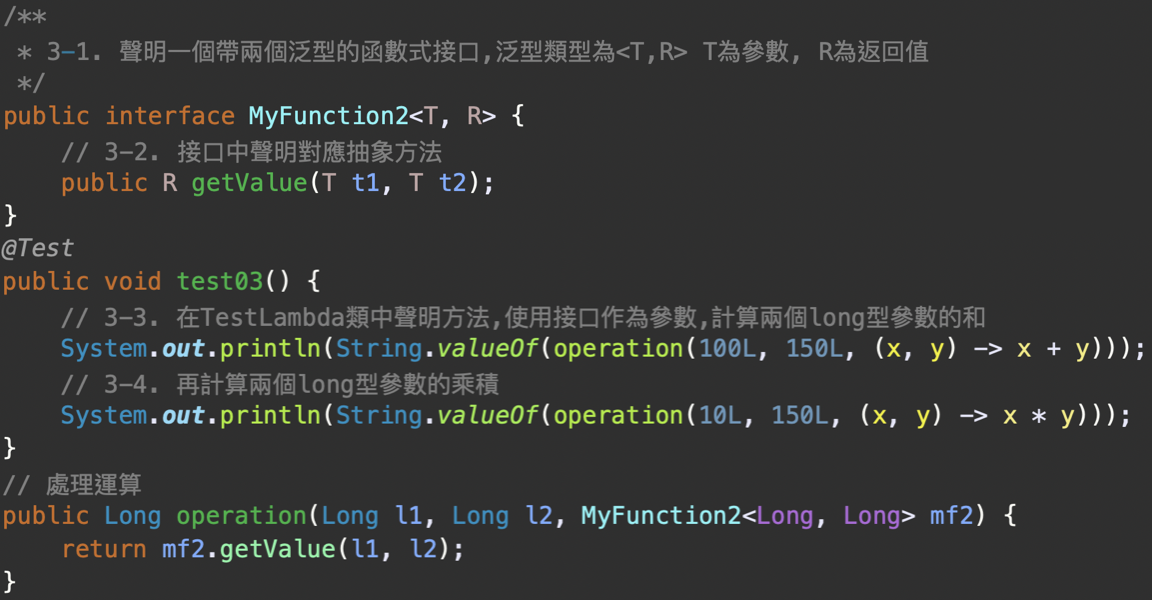 /**
 * 3-1. 聲明一個帶兩個泛型的函數式接口,泛型類型為<T,R> T為參數, R為返回值
 */
public interface MyFunction2<T, R> {
    // 3-2. 接口中聲明對應抽象方法
    public R getValue(T t1, T t2);
}
@Test
public void test03() {
    // 3-3. 在TestLambda類中聲明方法,使用接口作為參數,計算兩個long型參數的和
    System.out.println(String.valueOf(operation(100L, 150L, (x, y) -> x + y)));
    // 3-4. 再計算兩個long型參數的乘積
    System.out.println(String.valueOf(operation(10L, 150L, (x, y) -> x * y)));
}
// 處理運算
public Long operation(Long l1, Long l2, MyFunction2<Long, Long> mf2) {
    return mf2.getValue(l1, l2);
}